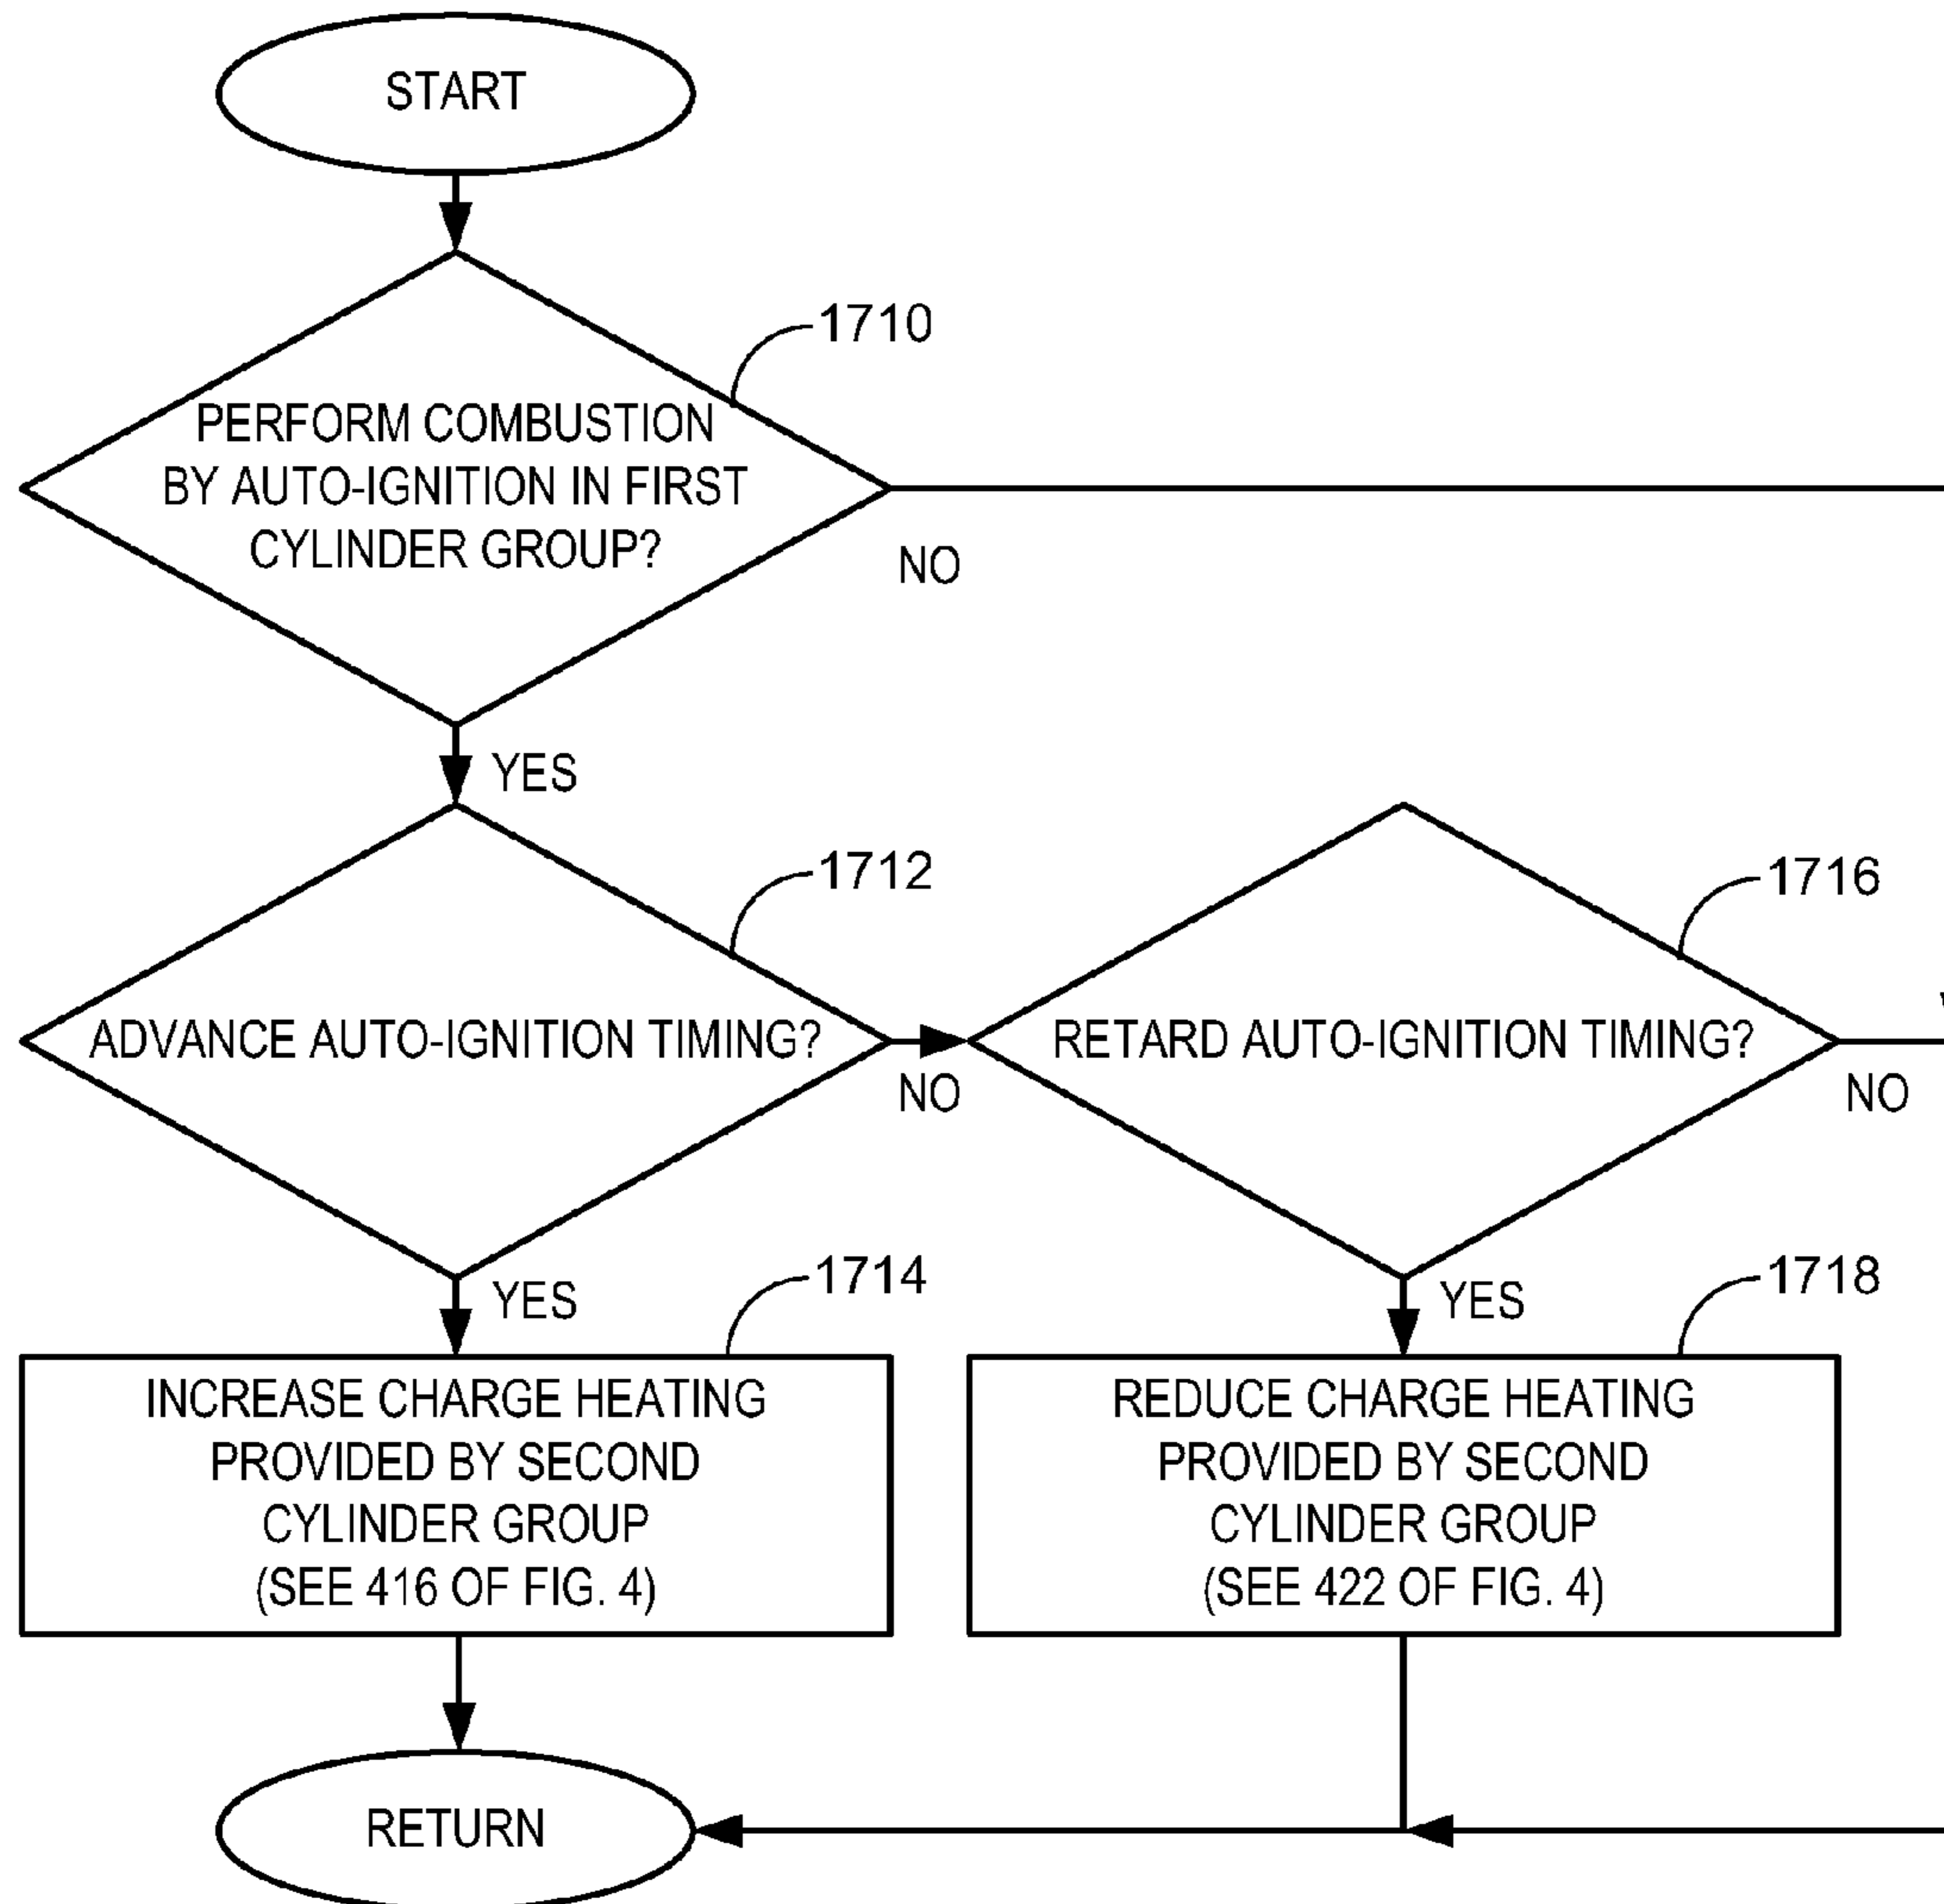 START
1710
PERFORM COMBUSTION
BY AUTO-IGNITION IN FIRST
CYLINDER GROUP?
NO
YES
1712
1716
ADVANCE AUTO-IGNITION TIMING?
RETARD AUTO-IGNITION TIMING?
NO
NO
YES
YES
1714
1718
INCREASE CHARGE HEATING
PROVIDED BY SECOND
CYLINDER GROUP
(SEE 416 OF FIG. 4)
REDUCE CHARGE HEATING
PROVIDED BY SECOND
CYLINDER GROUP
(SEE 422 OF FIG. 4)
RETURN